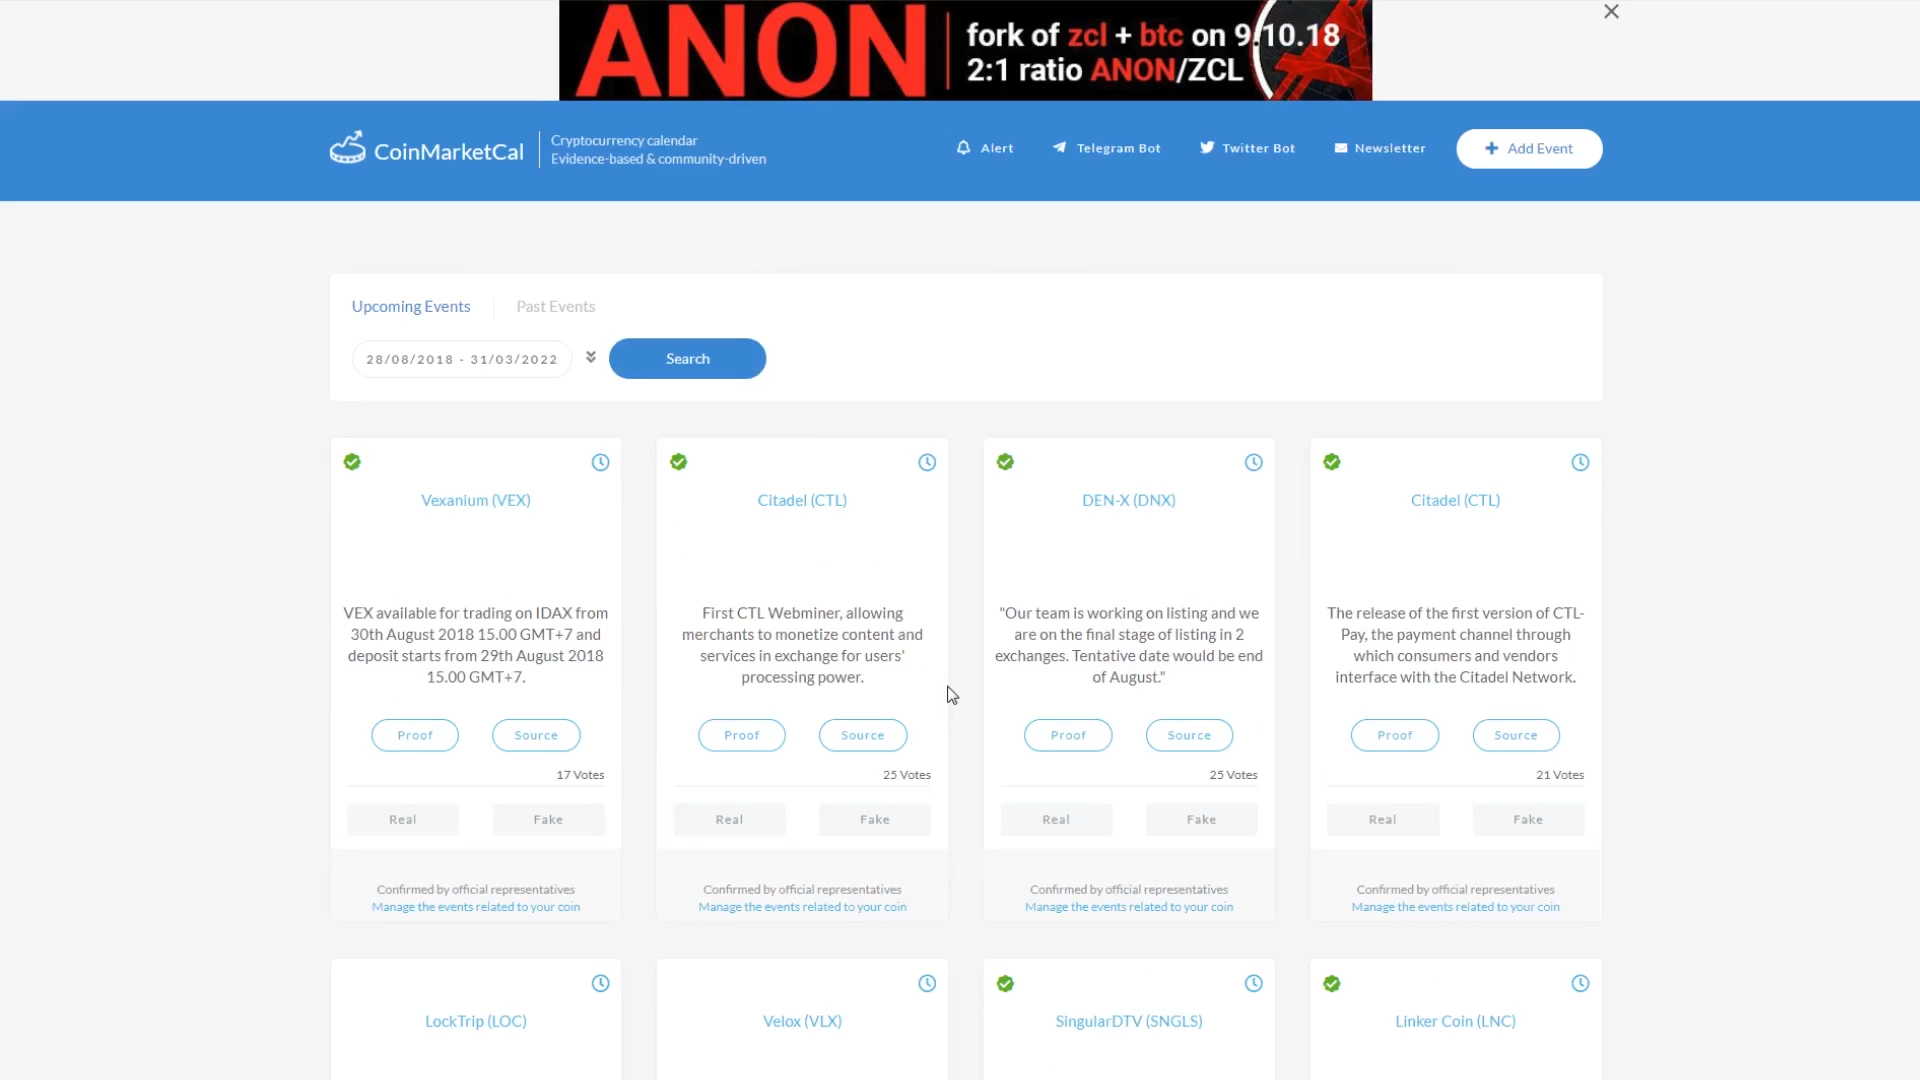 ANON
fork of zcl + btc on 9.10.18
2:1 ratio ANON/ZCL
CoinMarketCal
Cryptocurrency calendar
Evidence-based & community-driven
Alert
Telegram Bot
Twitter Bot
Newsletter
Add Event
Upcoming Events
Past Events
28/08/2018 - 31/03/2022
Search
Vexanium (VEX)
VEX available for trading on IDAX from
30th August 2018 15.00 GMT+7 and
deposit starts from 29th August 2018
15.00 GMT+7.
Proof
Source
17 Votes
Real
Fake
Confirmed by official representatives
Manage the events related to your coin
Citadel (CTL)
First CTL Webminer, allowing
merchants to monetize content and
services in exchange for users'
processing power.
Proof
Source
25 Votes
Real
Fake
Confirmed by official representatives
Manage the events related to your coin
DEN-X (DNX)
"Our team is working on listing and we
are on the final stage of listing in 2
exchanges. Tentative date would be end
of August."
Proof
Source
25 Votes
Real
Fake
Confirmed by official representatives
Manage the events related to your coin
Citadel (CTL)
The release of the first version of CTL-
Pay, the payment channel through
which consumers and vendors
interface with the Citadel Network.
Proof
Source
21 Votes
Real
Fake
Confirmed by official representatives
Manage the events related to your coin
LockTrip (LOC)
Velox (VLX)
SingularDTV (SNGLS)
Linker Coin (LNC)